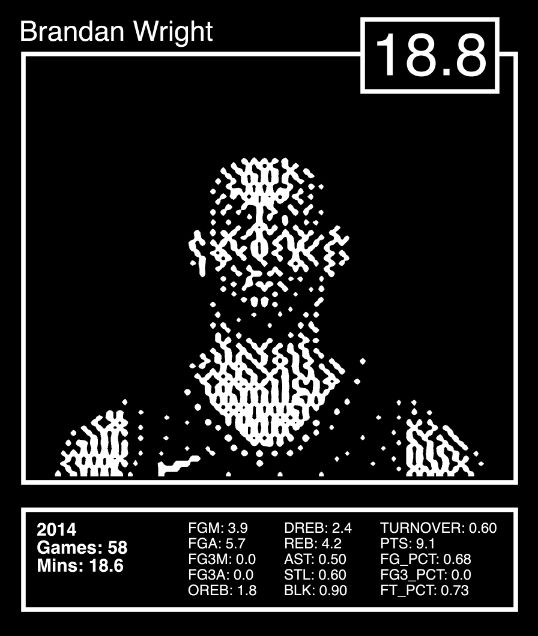 Brandan Wright
18.8
2014
Games: 58
Mins: 18.6
FGM: 3.9
FGA: 5.7
FG3M: 0.0
FG3A: 0.0
OREB: 1.8
DREB: 2.4
REB: 4.2
AST: 0.50
STL: 0.60
BLK: 0.90
TURNOVER: 0.60
PTS: 9.1
FG_PCT: 0.68
FG3_PCT: 0.0
FT_PCT: 0.73